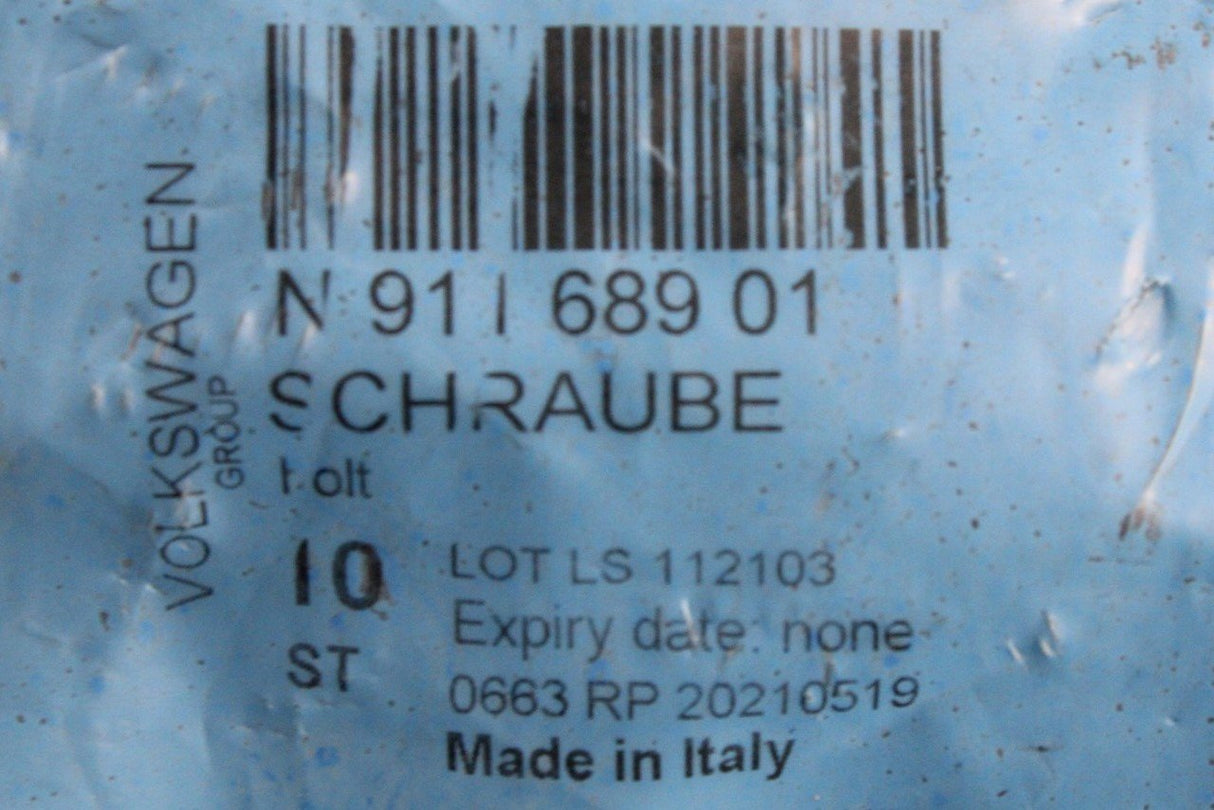 VOLKSWAGEN
GROUP
N 911 689 01
SCHRAUBE
bolt
10
ST
LOT LS 112103
Expiry date: none
0663 RP 20210519
Made in Italy